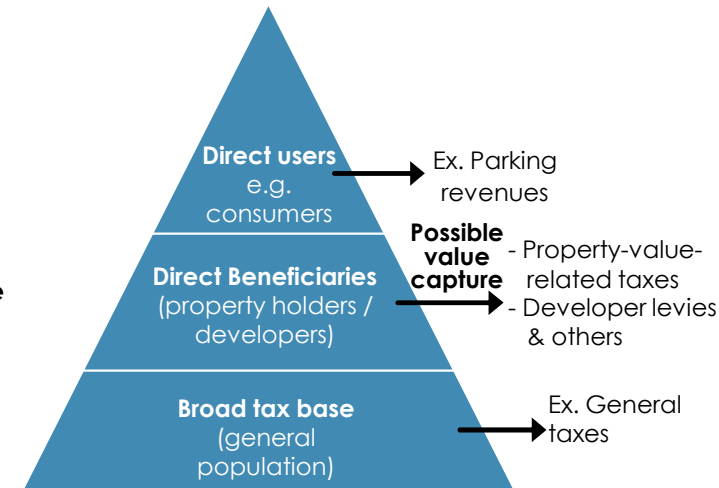 Direct users
e.g.
consumers
Ex. Parking
revenues
Possible
value
capture
Direct Beneficiaries
(property holders /
developers)
- Property-value-
related taxes
- Developer levies
& others
e
Broad tax base
(general
population)
Ex. General
taxes